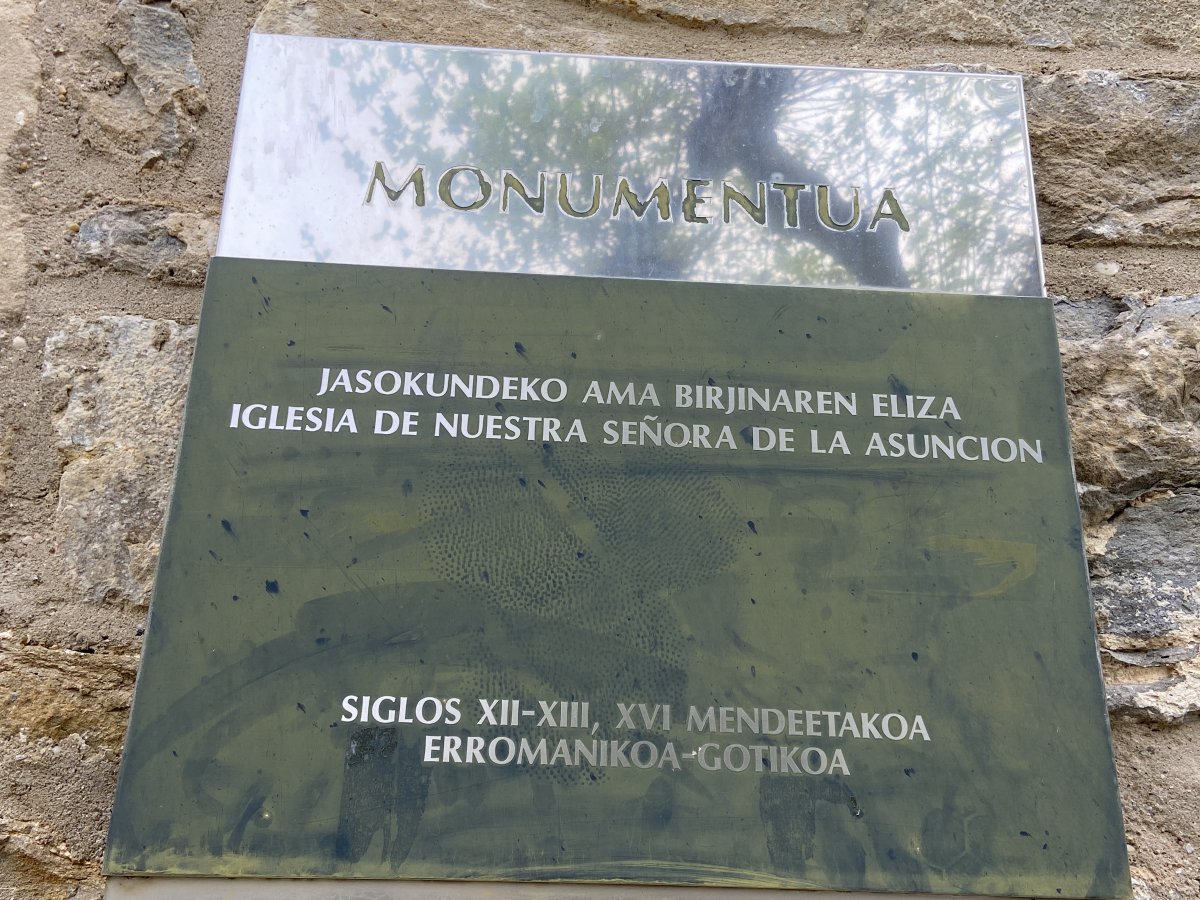 MONUMENTUA
JASOKUNDEKO AMA BIRJINAREN ELIZA
IGLESIA DE NUESTRA SEÑORA DE LA ASUNCION
SIGLOS XII-XIII, XVI MENDEETAKOA
ERROMANIKOA-GOTIKOA